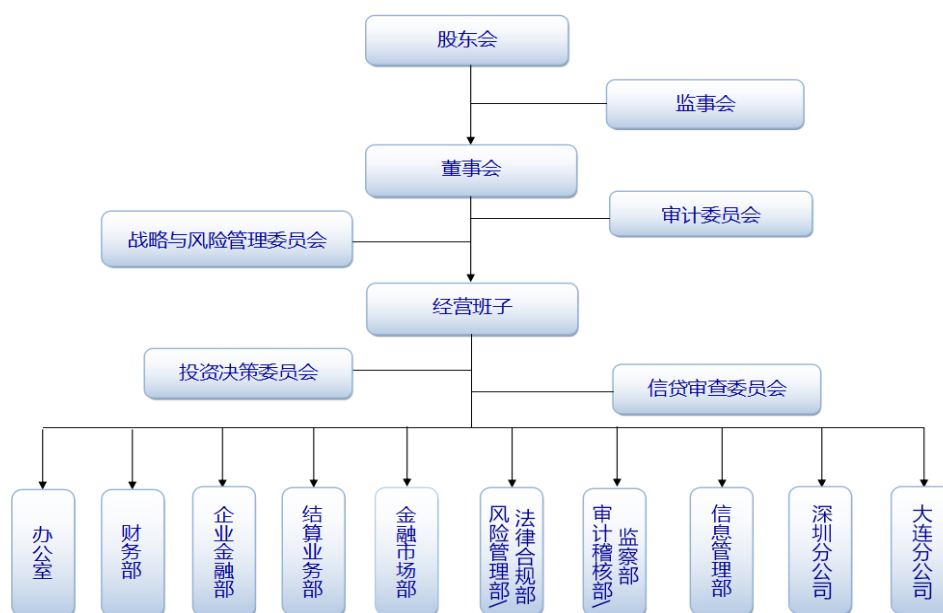 股东会
监事会
董事会
审计委员会
战略与风险管理委员会
经营班子
投资决策委员会
信贷审查委员会
办公室
财务部
企业金融部
结算业务部
金融市场部
风险管理部/
法律合规部
审计稽核部/
监察部
信息管理部
深圳分公司
大连分公司